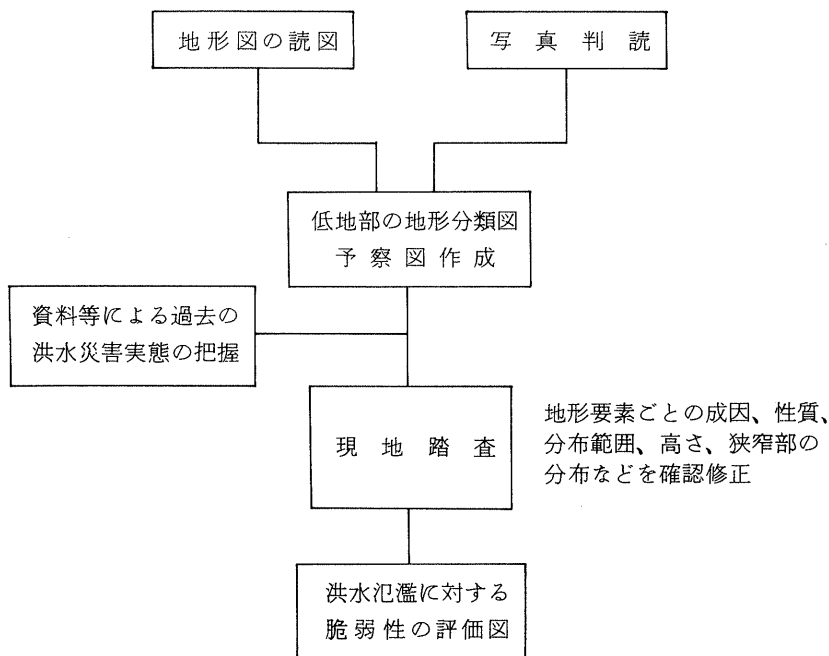 地形図の読図
写真判読
低地部の地形分類図
予察図作成
資料等による過去の
洪水災害実態の把握
現地踏査
地形要素ごとの成因、性質、
分布範囲、高さ、狭窄部の
分布などを確認修正
洪水氾濫に対する
脆弱性の評価図